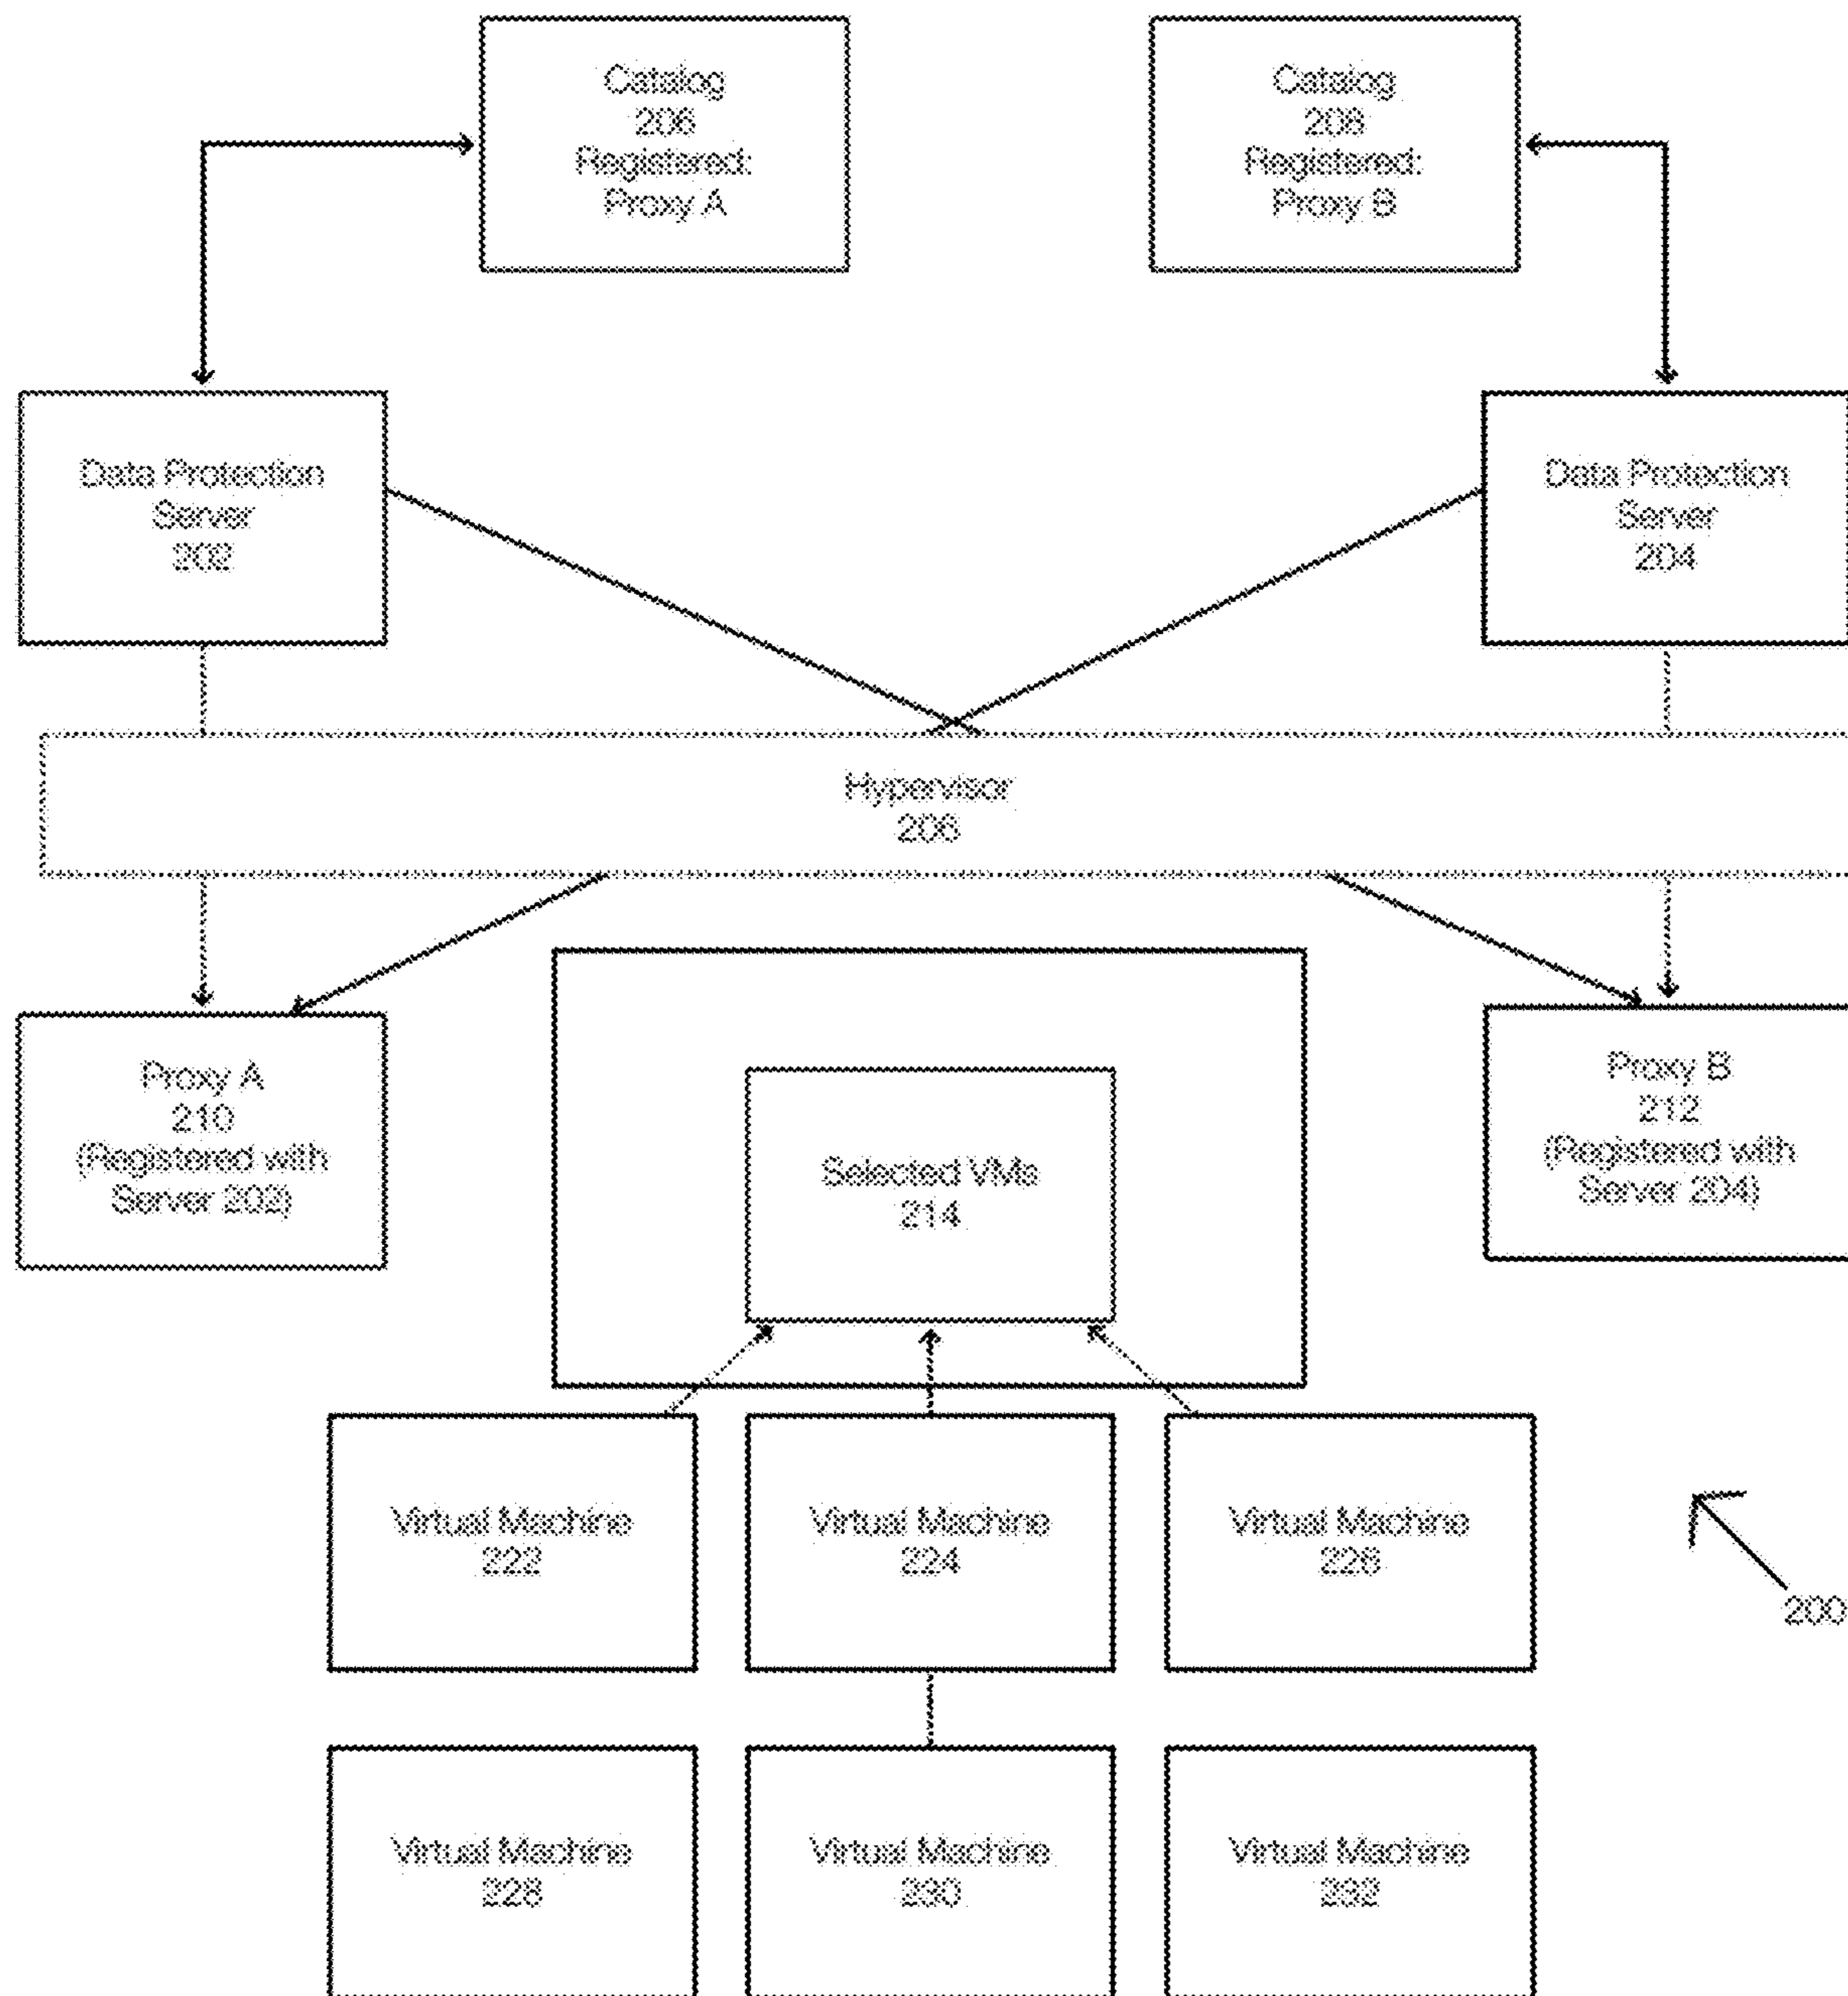 Catalog
206
Registered:
Proxy A
Catalog
208
Registered:
Proxy B
Data Protection
Server
202
Data Protection
Server
204
Hypervisor
206
Proxy A
210
(Registered with
Server 202)
Proxy B
212
(Registered with
Server 204)
Selected VMs
214
Virtual Machine
222
Virtual Machine
224
Virtual Machine
226
200
Virtual Machine
228
Virtual Machine
230
Virtual Machine
232